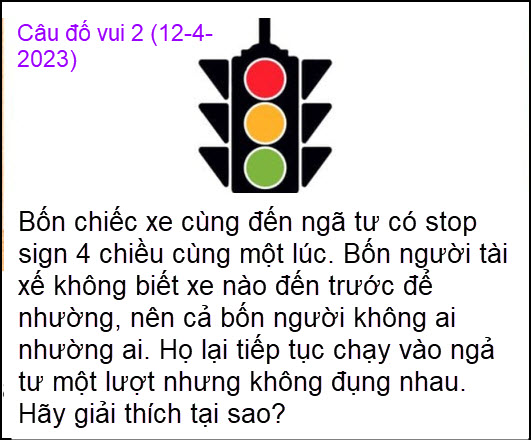 Câu đố vui 2 (12-4-
2023)
Bốn chiếc xe cùng đến ngã tư có stop
sign 4 chiều cùng một lúc. Bốn người tài
xế không biết xe nào đến trước để
nhường, nên cả bốn người không ai
nhường ai. Họ lại tiếp tục chạy vào ngả
tư một lượt nhưng không đụng nhau.
Hãy giải thích tại sao?